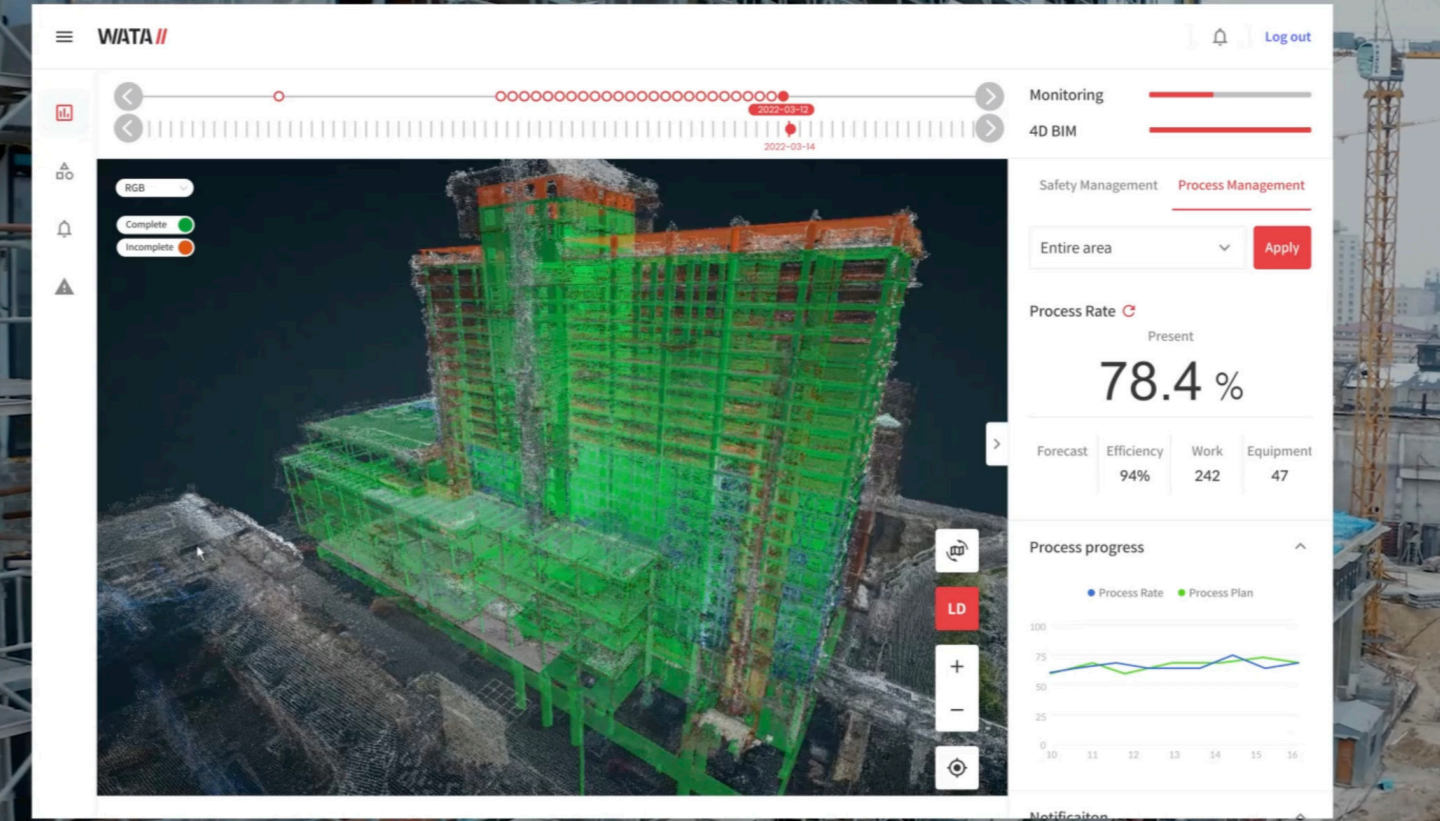 WATA//
Log out
2022-03-12
2022-03-14
Monitoring
4D BIM
RGB
Complete
Incomplete
Safety Management Process Management
Entire area
Apply
Process Rate
Present
78.4 %
Forecast Efficiency Work Equipment
94% 242 47
LD
+
−
Process progress
Process Rate Process Plan
100
75
50
25
0
10 11 12 13 14 15 16
Notificaiton